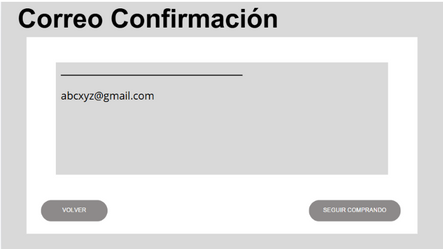 Correo Confirmación
abcxyz@gmail.com
VOLVER
SEGUIR COMPRANDO